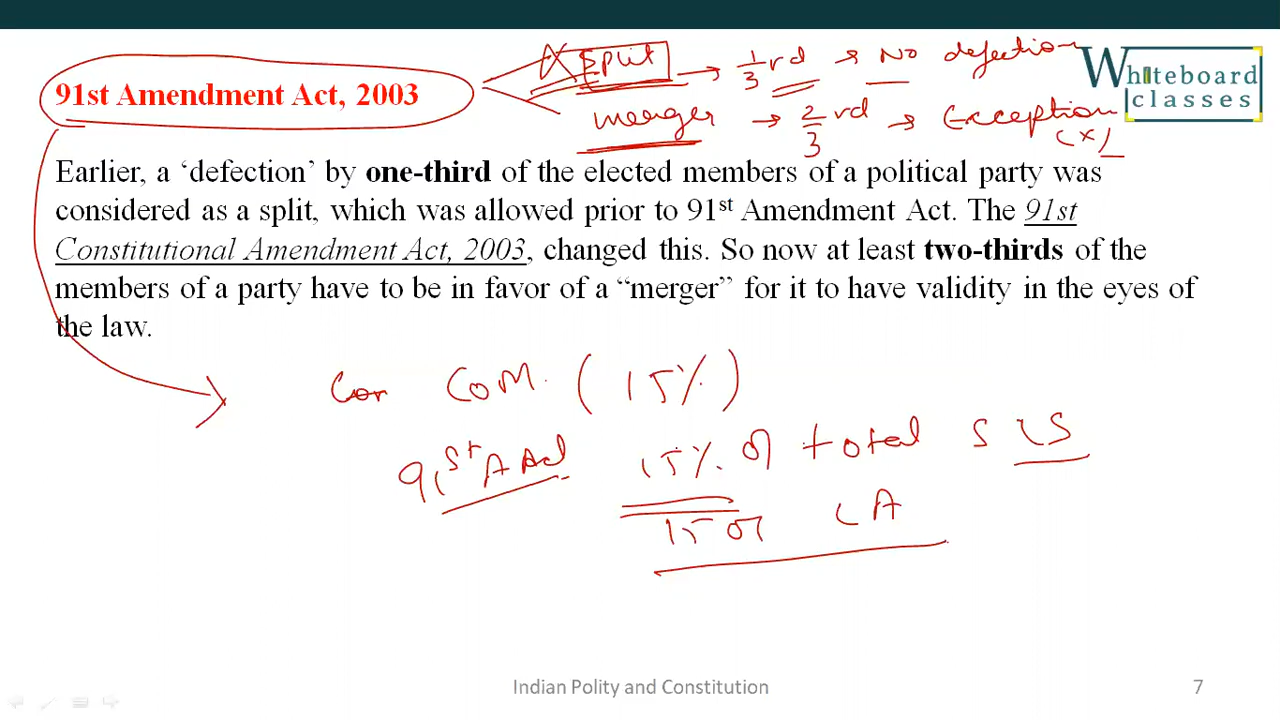 split → 1/3 rd → No defection
91st Amendment Act, 2003
merger → 2/3 rd → Exception
(x)
Whiteboard
classes
Earlier, a ‘defection’ by one-third of the elected members of a political party was
considered as a split, which was allowed prior to 91st Amendment Act. The 91st
Constitutional Amendment Act, 2003, changed this. So now at least two-thirds of the
members of a party have to be in favor of a “merger” for it to have validity in the eyes of
the law.
CoM. (15%)
91st A Act 15% of total S LS
15 of LA
Indian Polity and Constitution
7